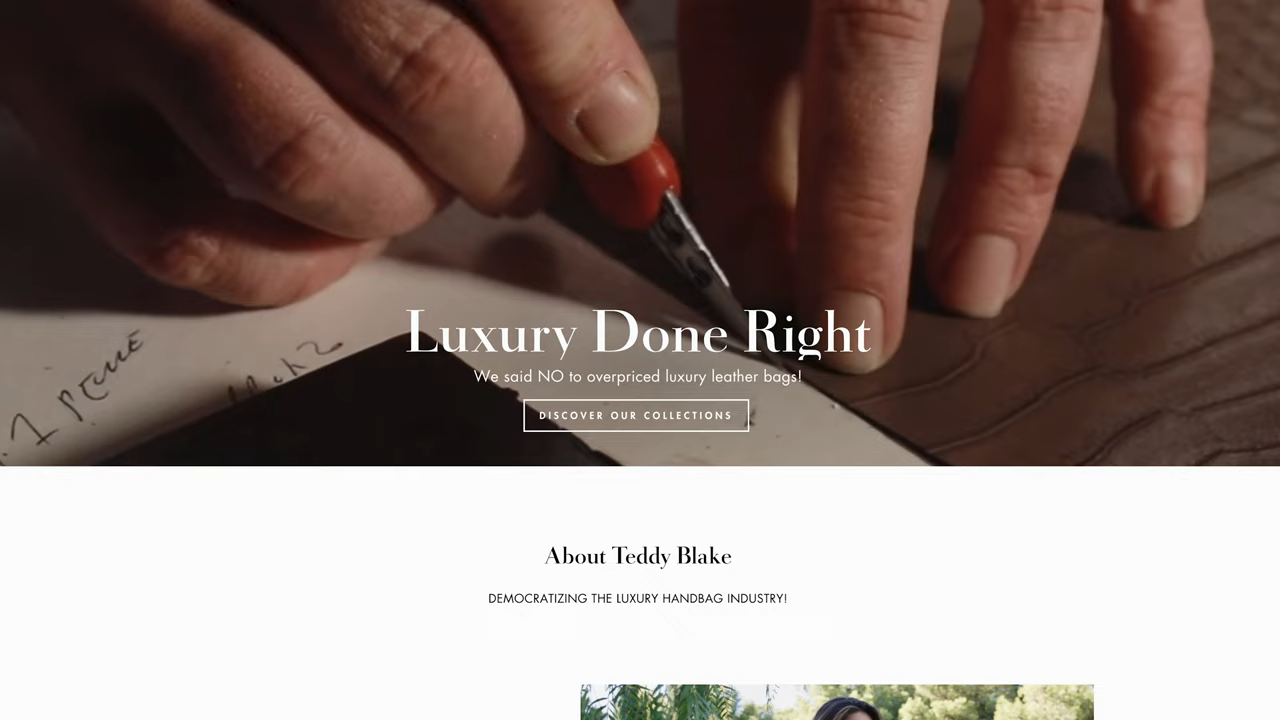 Luxury Done Right
We said NO to overpriced luxury leather bags!
DISCOVER OUR COLLECTIONS
About Teddy Blake
DEMOCRATIZING THE LUXURY HANDBAG INDUSTRY!